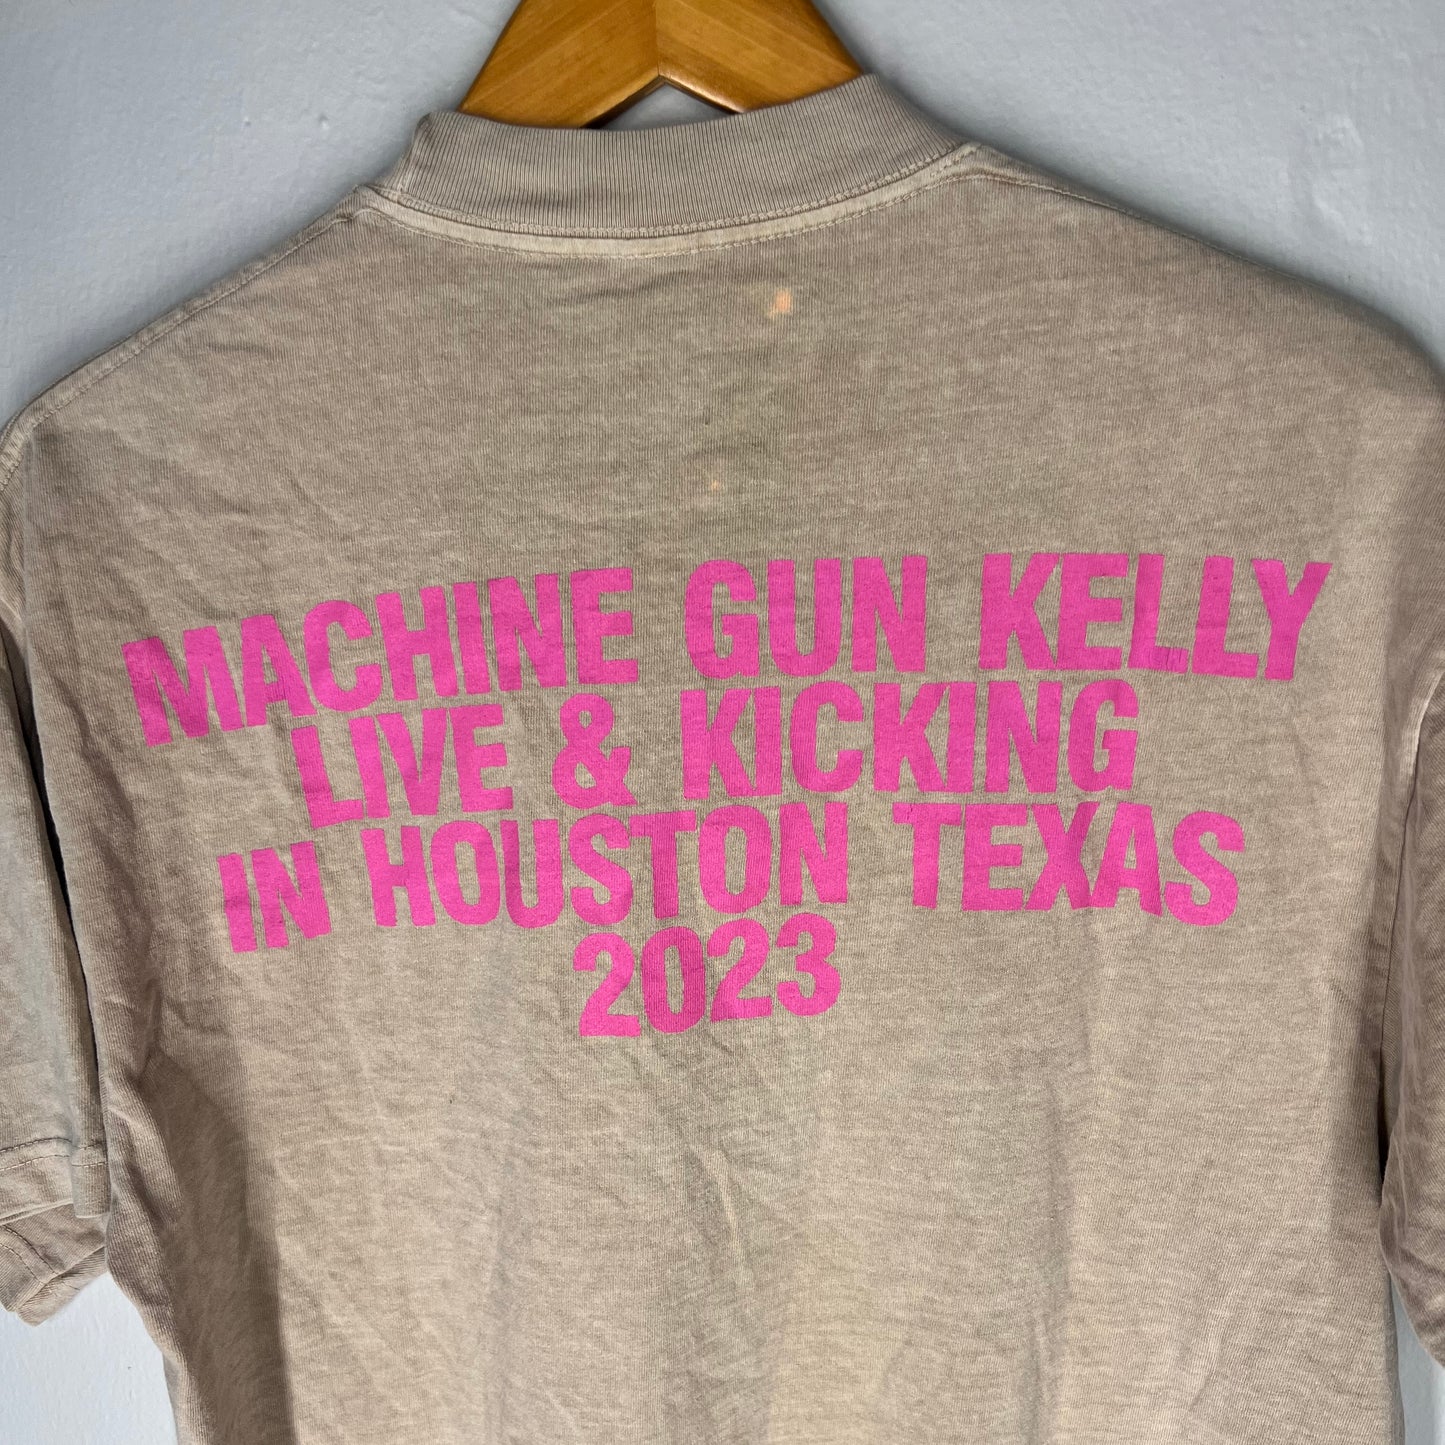 MACHINE GUN KELLY
LIVE & KICKING
IN HOUSTON TEXAS
2023